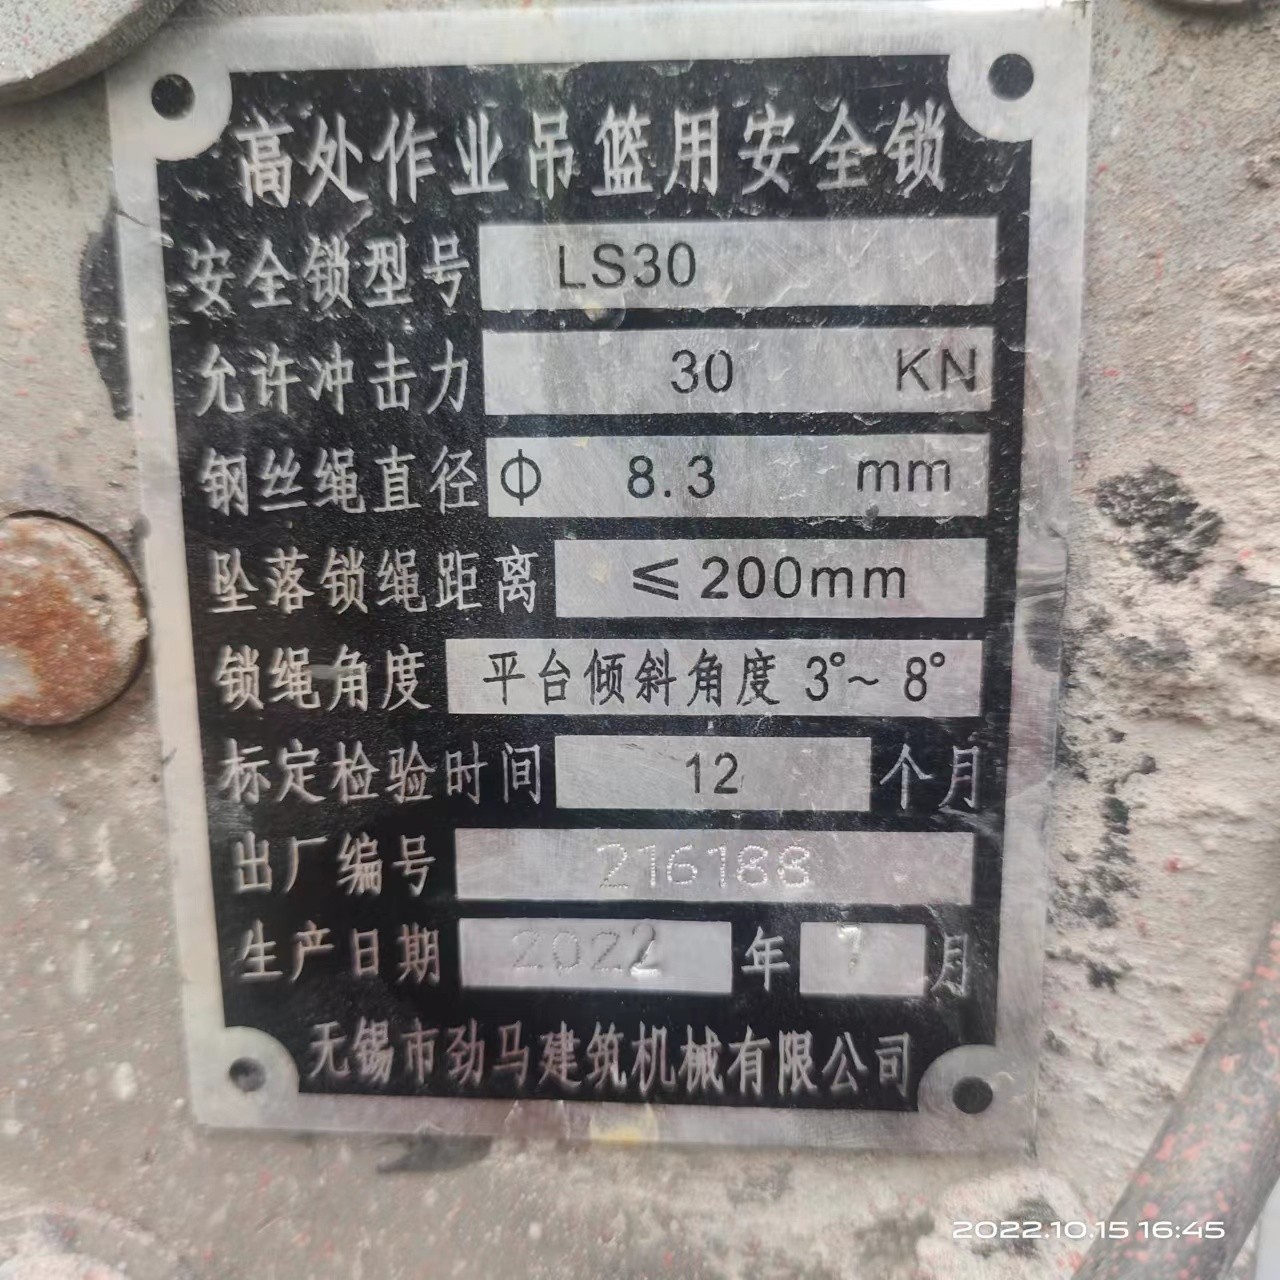 高处作业吊篮用安全锁
安全锁型号 LS30
允许冲击力 30 KN
钢丝绳直径 Φ 8.3 mm
坠落锁绳距离 ≤200mm
锁绳角度 平台倾斜角度 3°~ 8°
标定检验时间 12 个月
出厂编号 216188
生产日期 2022 年 7 月
无锡市劲马建筑机械有限公司
2022.10.15 16:45